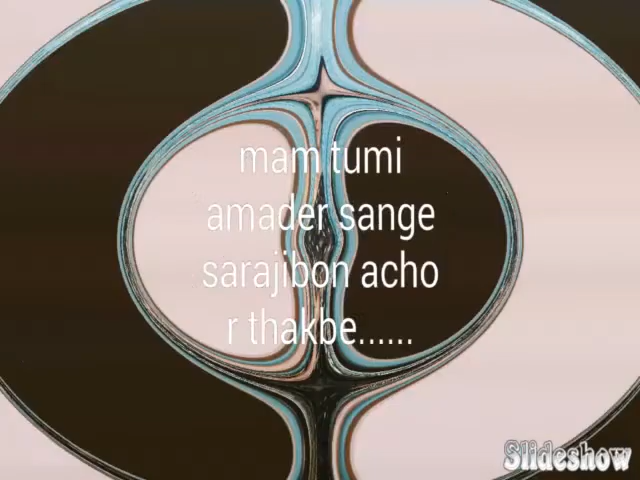 mam tumi
amader sange
sarajibon acho
r thakbe......
Slideshow